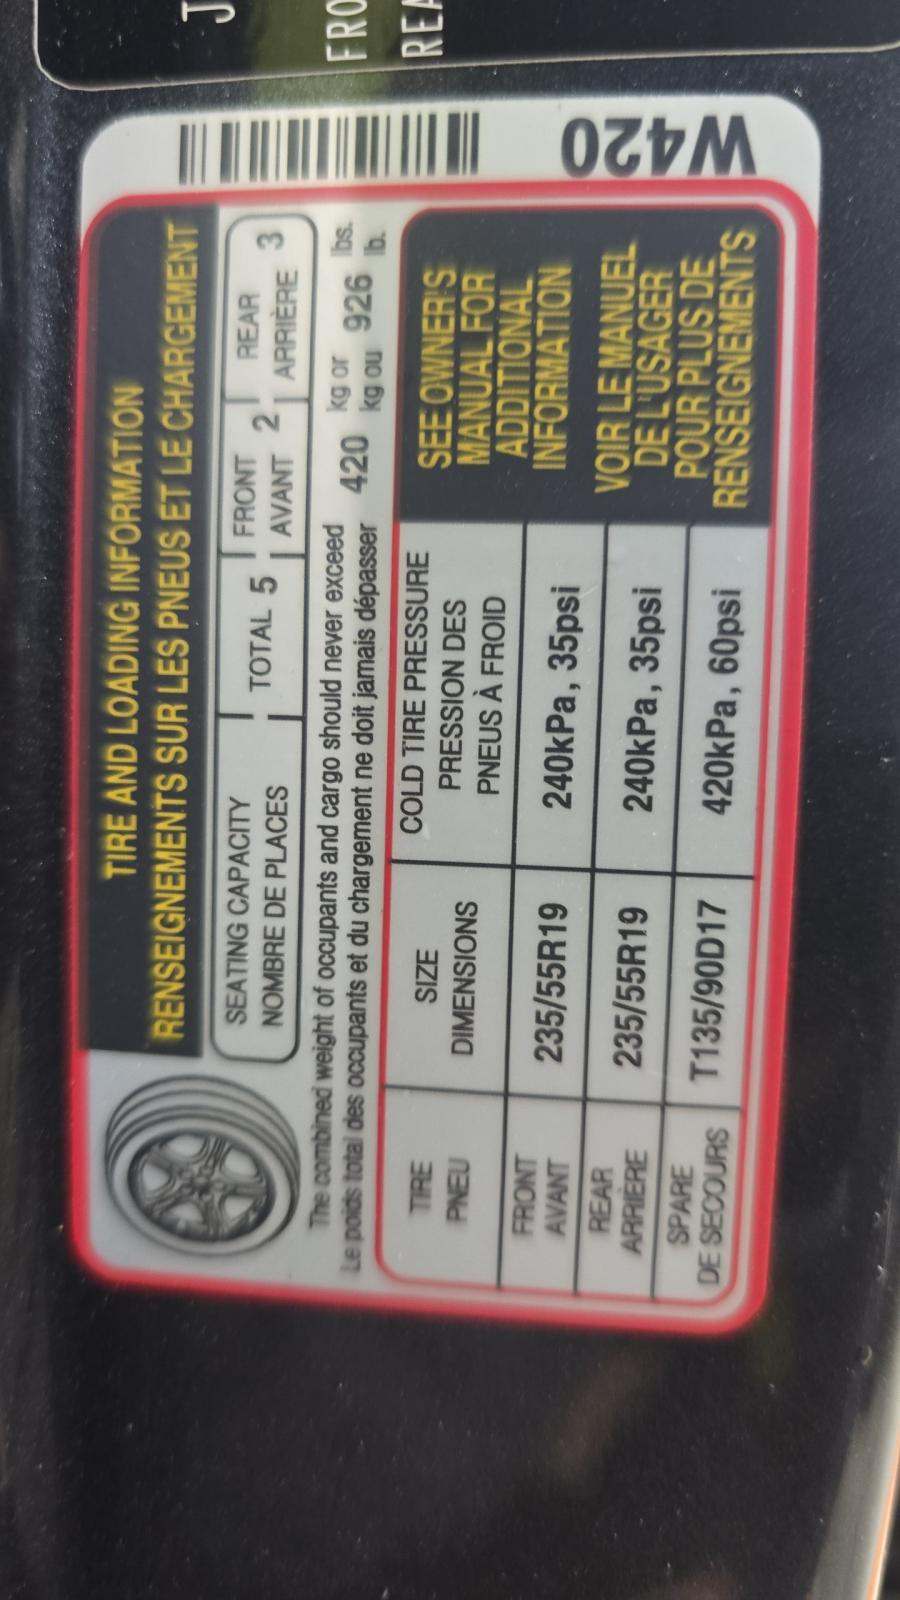 J
FRO
REA
W420
TIRE AND LOADING INFORMATION
RENSEIGNEMENTS SUR LES PNEUS ET LE CHARGEMENT
SEATING CAPACITY
NOMBRE DE PLACES
TOTAL 5
FRONT
AVANT 2
REAR
ARRIÈRE 3
The combined weight of occupants and cargo should never exceed 420 kg or 926 lbs.
Le poids total des occupants et du chargement ne doit jamais dépasser kg ou lb.
TIRE
PNEU
SIZE
DIMENSIONS
COLD TIRE PRESSURE
PRESSION DES
PNEUS À FROID
FRONT
AVANT
235/55R19
240kPa, 35psi
REAR
ARRIÈRE
235/55R19
240kPa, 35psi
SPARE
DE SECOURS
T135/90D17
420kPa, 60psi
SEE OWNER'S
MANUAL FOR
ADDITIONAL
INFORMATION
VOIR LE MANUEL
DE L'USAGER
POUR PLUS DE
RENSEIGNEMENTS